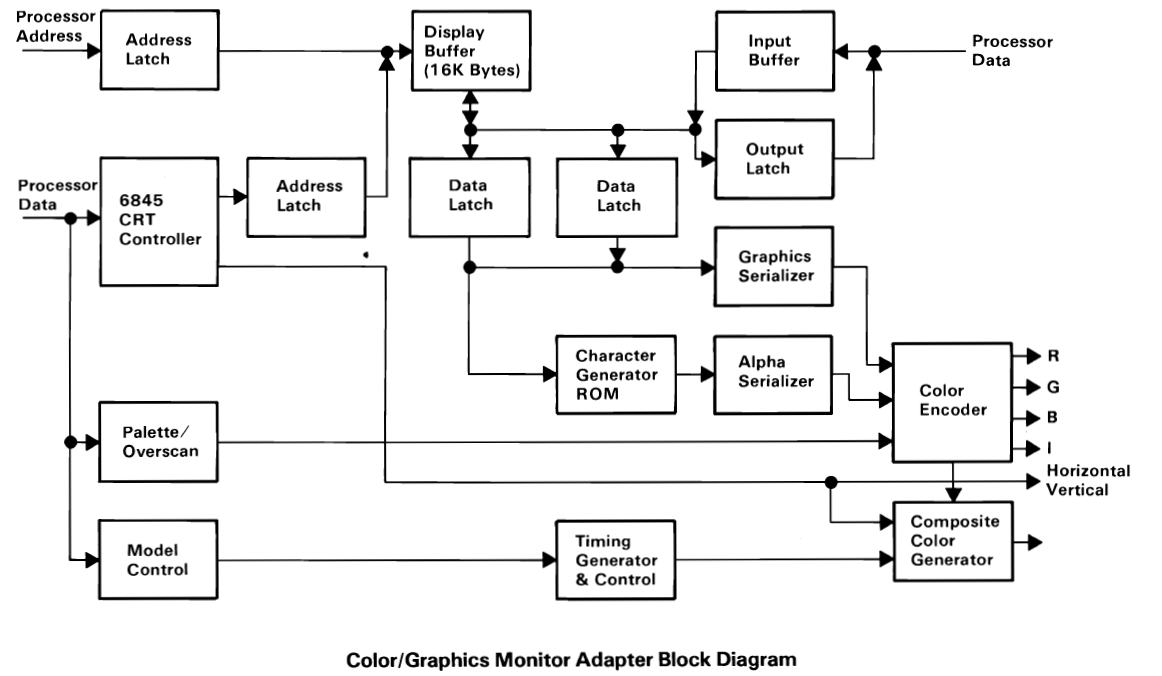 Processor
Address
Address
Latch
Display
Buffer
(16K Bytes)
Input
Buffer
Processor
Data
Output
Latch
Processor
Data
6845
CRT
Controller
Address
Latch
Data
Latch
Data
Latch
Graphics
Serializer
Character
Generator
ROM
Alpha
Serializer
Color
Encoder
R
G
B
I
Palette/
Overscan
Horizontal
Vertical
Model
Control
Timing
Generator
& Control
Composite
Color
Generator
Color/Graphics Monitor Adapter Block Diagram